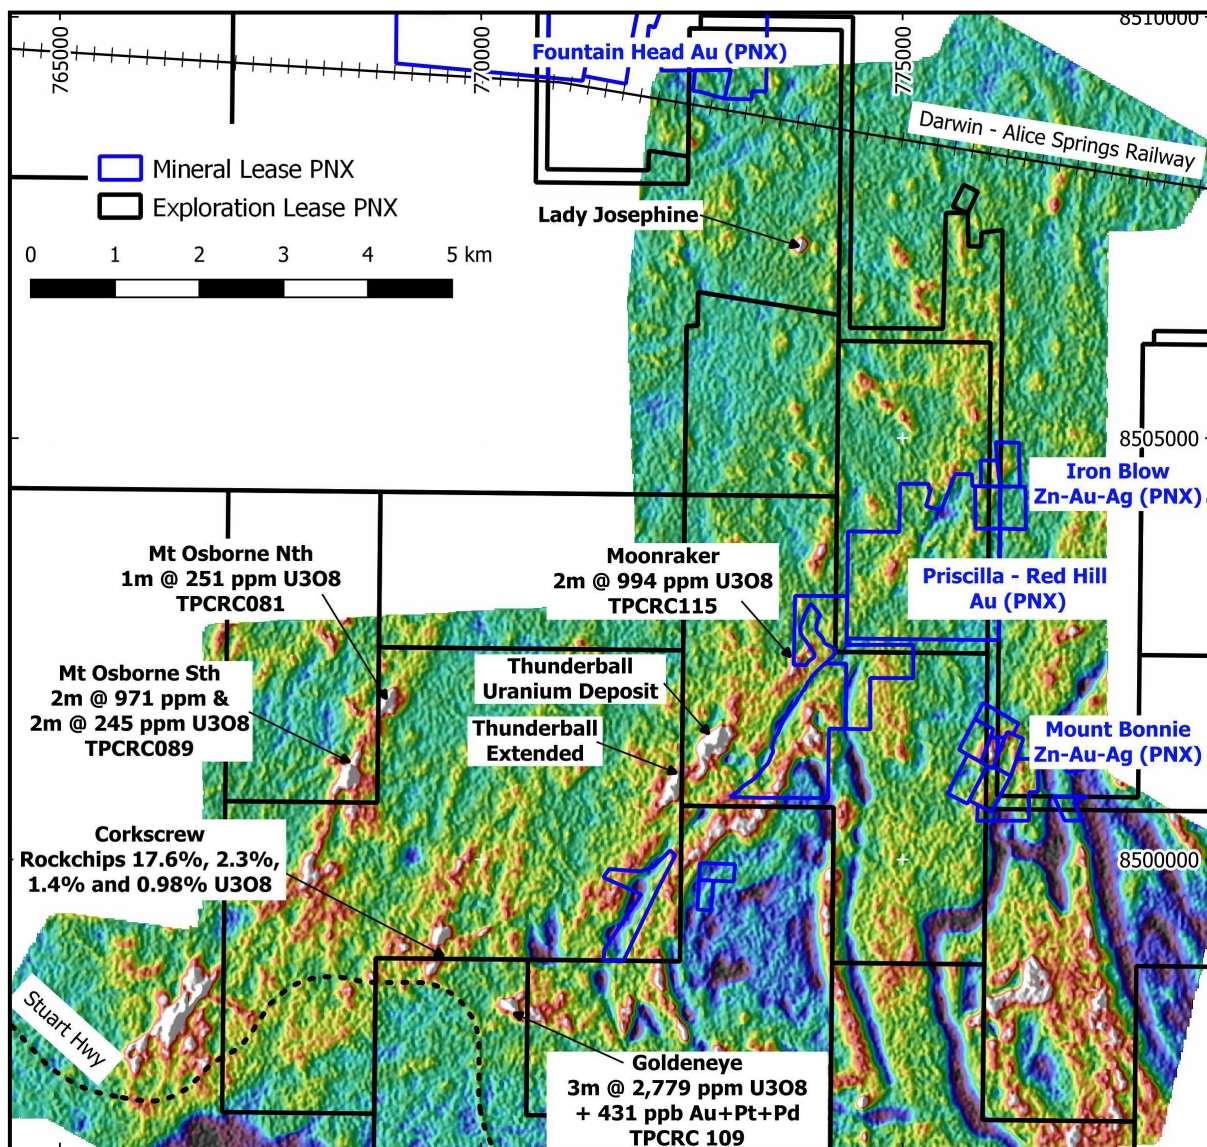 765000
770000
775000
8510000
Fountain Head Au (PNX)
Darwin - Alice Springs Railway
Mineral Lease PNX
Exploration Lease PNX
0 1 2 3 4 5 km
Lady Josephine
8505000
Iron Blow
Zn-Au-Ag (PNX)
Mt Osborne Nth
1m @ 251 ppm U3O8
TPCRC081
Moonraker
2m @ 994 ppm U3O8
TPCRC115
Priscilla - Red Hill
Au (PNX)
Mt Osborne Sth
2m @ 971 ppm &
2m @ 245 ppm U3O8
TPCRC089
Thunderball
Uranium Deposit
Thunderball
Extended
Mount Bonnie
Zn-Au-Ag (PNX)
Corkscrew
Rockchips 17.6%, 2.3%,
1.4% and 0.98% U3O8
8500000
Stuart Hwy
Goldeneye
3m @ 2,779 ppm U3O8
+ 431 ppb Au+Pt+Pd
TPCRC 109